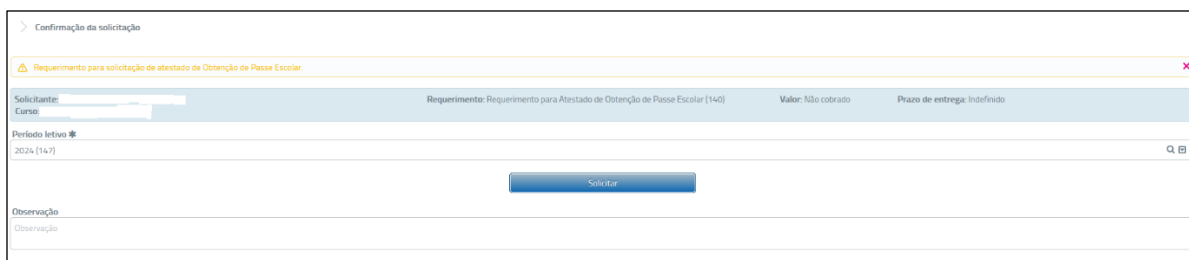 Confirmação da solicitação
Requerimento para solicitação de atestado de Obtenção de Passe Escolar.
Solicitante: Requerimento: Requerimento para Atestado de Obtenção de Passe Escolar (140) Valor: Não cobrado Prazo de entrega: Indefinido
Curso:
Período letivo *
2024 (147)
Solicitar
Observação
Observação